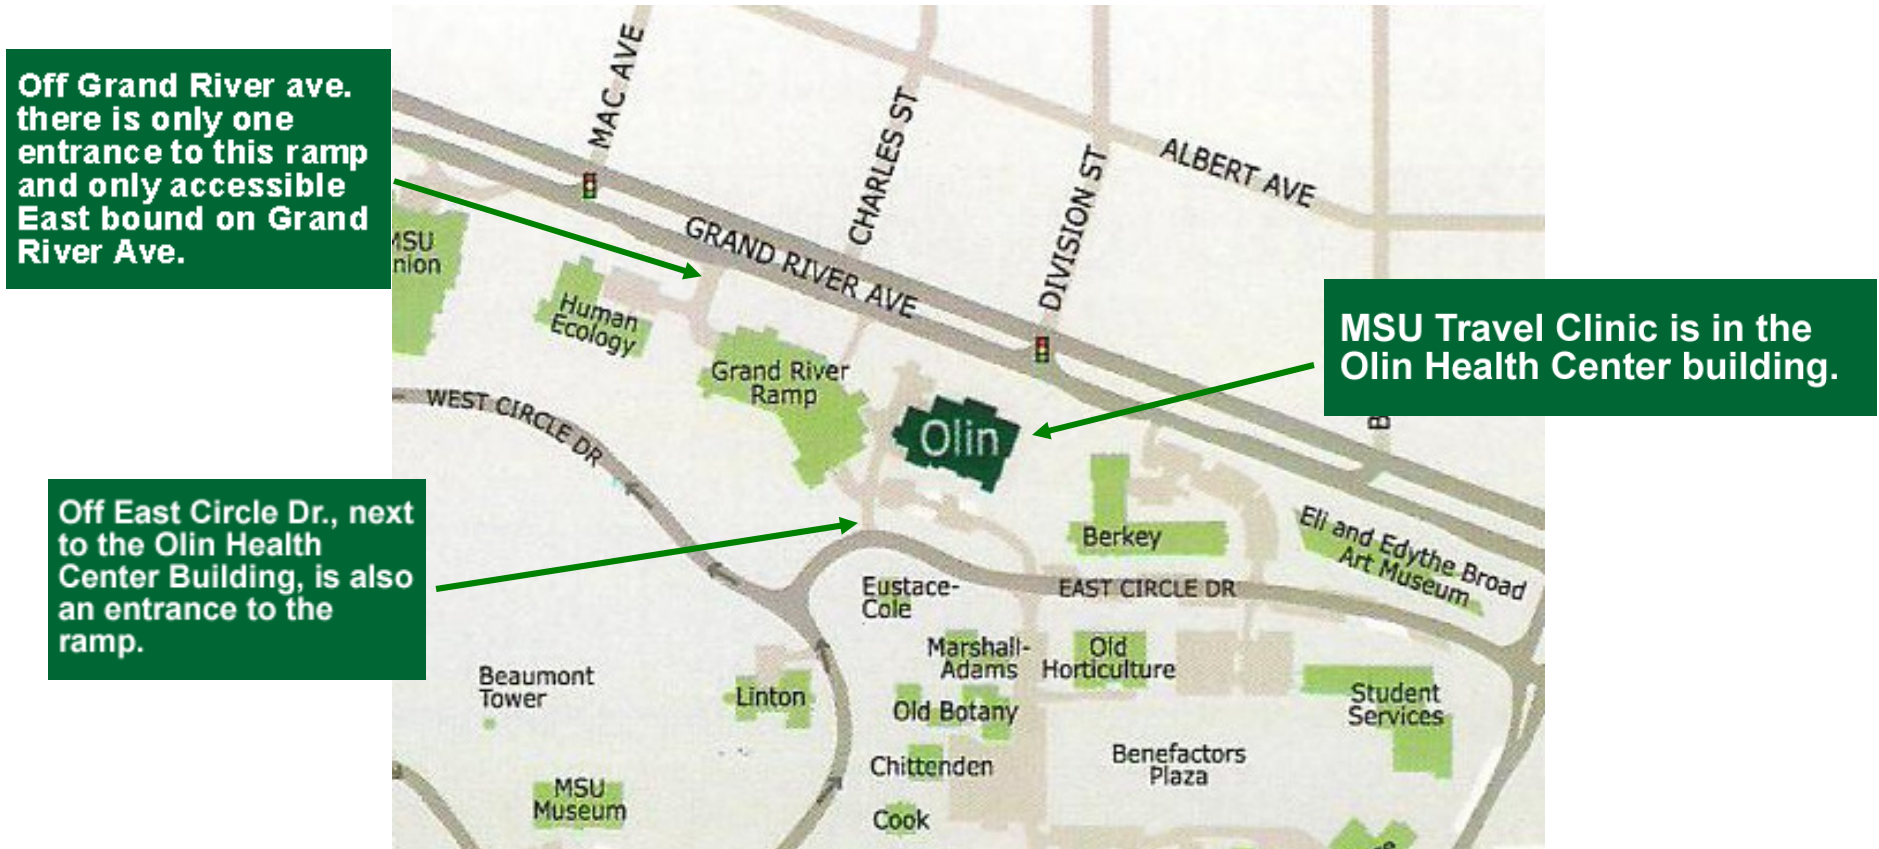 Off Grand River ave.
there is only one
entrance to this ramp
and only accessible
East bound on Grand
River Ave.
MAC AVE
CHARLES ST
DIVISION ST
ALBERT AVE
GRAND RIVER AVE
MSU Travel Clinic is in the
Olin Health Center building.
B
MSU
nion
Human
Ecology
Grand River
Ramp
Olin
WEST CIRCLE DR
Off East Circle Dr., next
to the Olin Health
Center Building, is also
an entrance to the
ramp.
Berkey
Eli and Edythe Broad
Art Museum
EAST CIRCLE DR
Eustace-
Cole
Marshall-
Adams
Old
Horticulture
Beaumont
Tower
Linton
Old Botany
Student
Services
Chittenden
Benefactors
Plaza
MSU
Museum
Cook